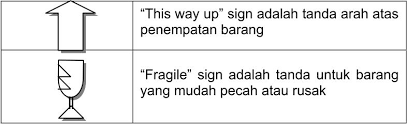 “This way up” sign adalah tanda arah atas
penempatan barang
“Fragile” sign adalah tanda untuk barang
yang mudah pecah atau rusak